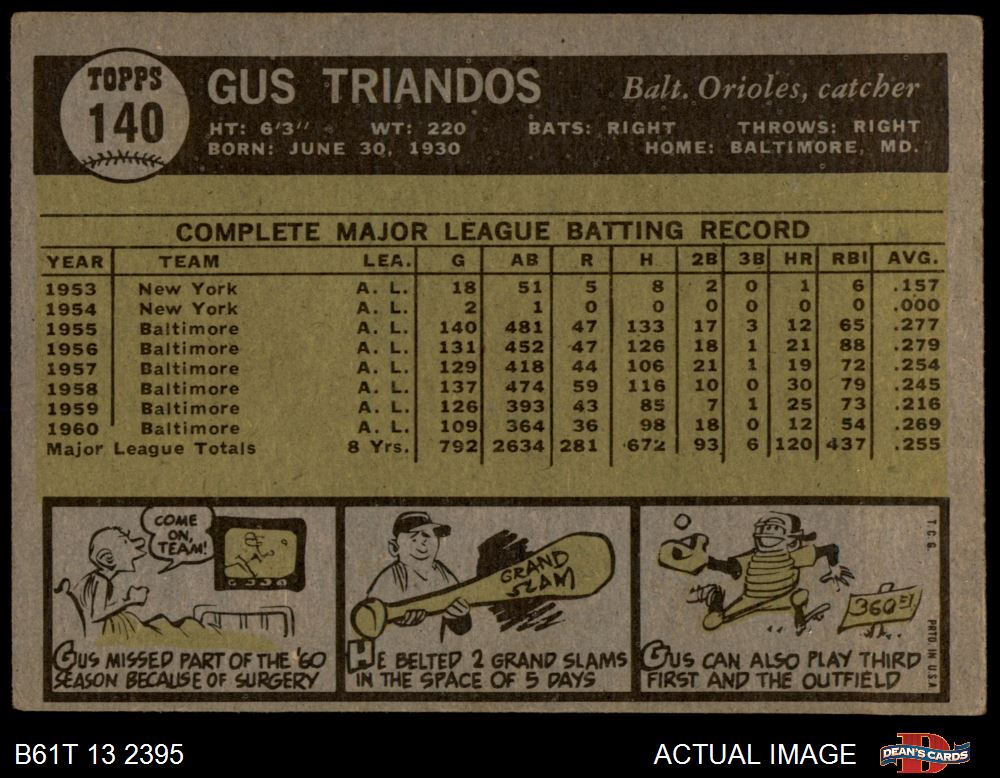 TOPPS
140
GUS TRIANDOS
Balt. Orioles, catcher
HT: 6'3" WT: 220 BATS: RIGHT THROWS: RIGHT
BORN: JUNE 30, 1930 HOME: BALTIMORE, MD.
COMPLETE MAJOR LEAGUE BATTING RECORD
YEAR TEAM LEA. G AB R H 2B 3B HR RBI AVG.
1953 New York A. L. 18 51 5 8 2 0 1 6 .157
1954 New York A. L. 2 1 0 0 0 0 0 0 .000
1955 Baltimore A. L. 140 481 47 133 17 3 12 65 .277
1956 Baltimore A. L. 131 452 47 126 18 1 21 88 .279
1957 Baltimore A. L. 129 418 44 106 21 1 19 72 .254
1958 Baltimore A. L. 137 474 59 116 10 0 30 79 .245
1959 Baltimore A. L. 126 393 43 85 7 1 25 73 .216
1960 Baltimore A. L. 109 364 36 98 18 0 12 54 .269
Major League Totals 8 Yrs. 792 2634 281 672 93 6 120 437 .255
COME
ON,
TEAM!
GUS MISSED PART OF THE '60
SEASON BECAUSE OF SURGERY
GRAND
SLAM
HE BELTED 2 GRAND SLAMS
IN THE SPACE OF 5 DAYS
360 FT
GUS CAN ALSO PLAY THIRD
FIRST AND THE OUTFIELD
T.C.G.
PRTD IN U.S.A.
B61T 13 2395
ACTUAL IMAGE
DEAN'S CARDS